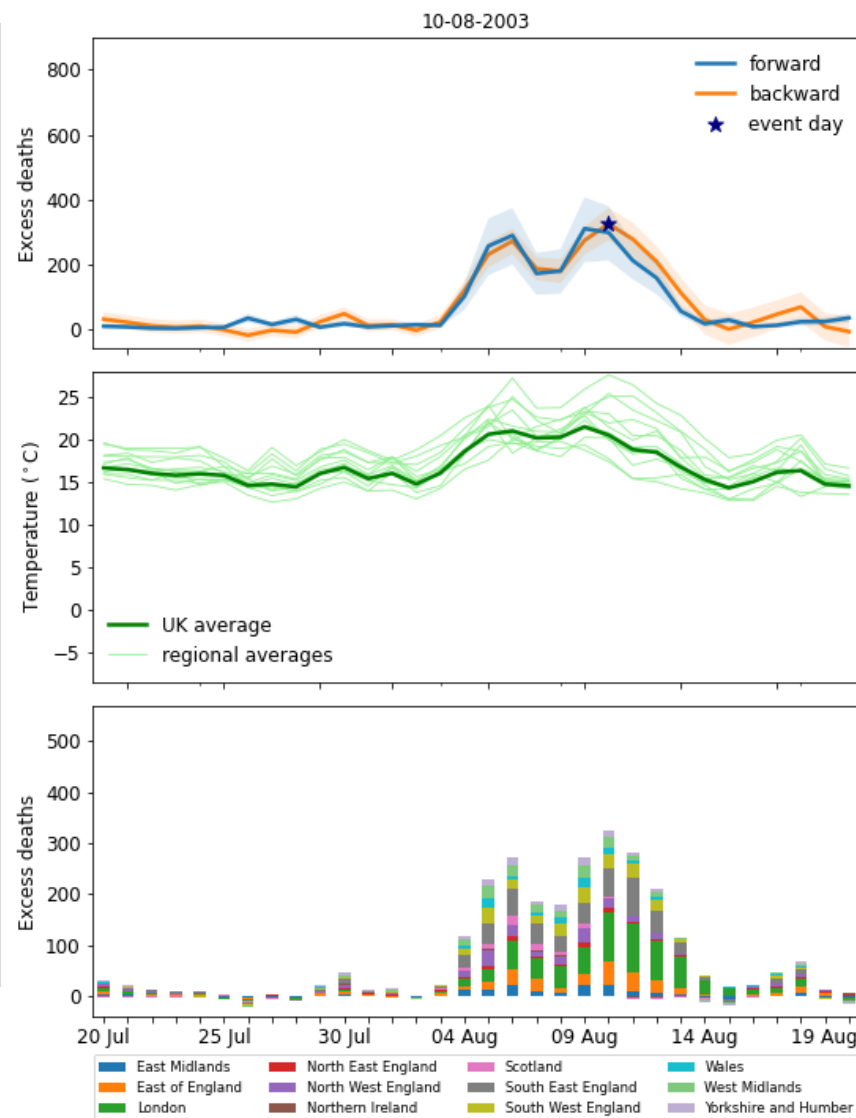 10-08-2003
800
600
400
200
0
Excess deaths
forward
backward
event day
25
20
15
10
5
0
−5
Temperature (°C)
UK average
regional averages
500
400
300
200
100
0
Excess deaths
20 Jul 25 Jul 30 Jul 04 Aug 09 Aug 14 Aug 19 Aug
East Midlands North East England Scotland Wales
East of England North West England South East England West Midlands
London Northern Ireland South West England Yorkshire and Humber